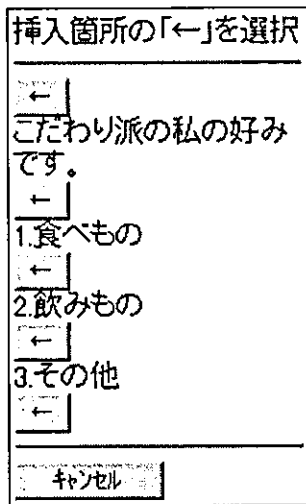 挿入箇所の「←」を選択
←
こだわり派の私の好み
です。
←
1.食べもの
←
2.飲みもの
←
3.その他
←
キャンセル